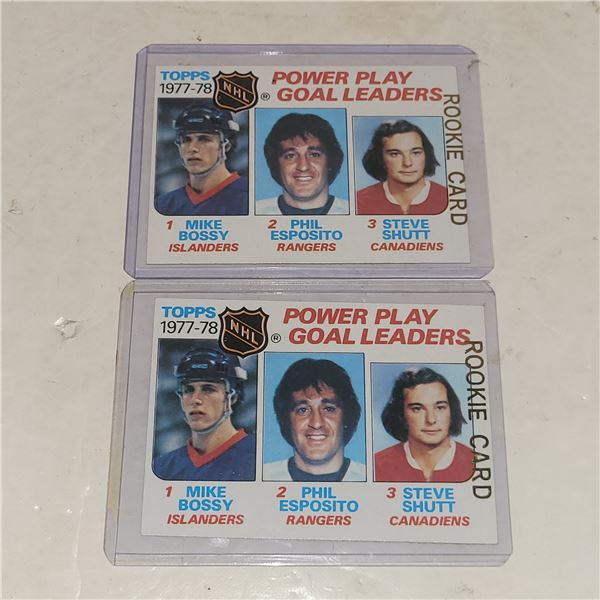 TOPPS
1977-78
NHL
®
POWER PLAY
GOAL LEADERS
1 MIKE
BOSSY
ISLANDERS
2 PHIL
ESPOSITO
RANGERS
3 STEVE
SHUTT
CANADIENS
ROOKIE CARD
TOPPS
1977-78
NHL
®
POWER PLAY
GOAL LEADERS
1 MIKE
BOSSY
ISLANDERS
2 PHIL
ESPOSITO
RANGERS
3 STEVE
SHUTT
CANADIENS
ROOKIE CARD